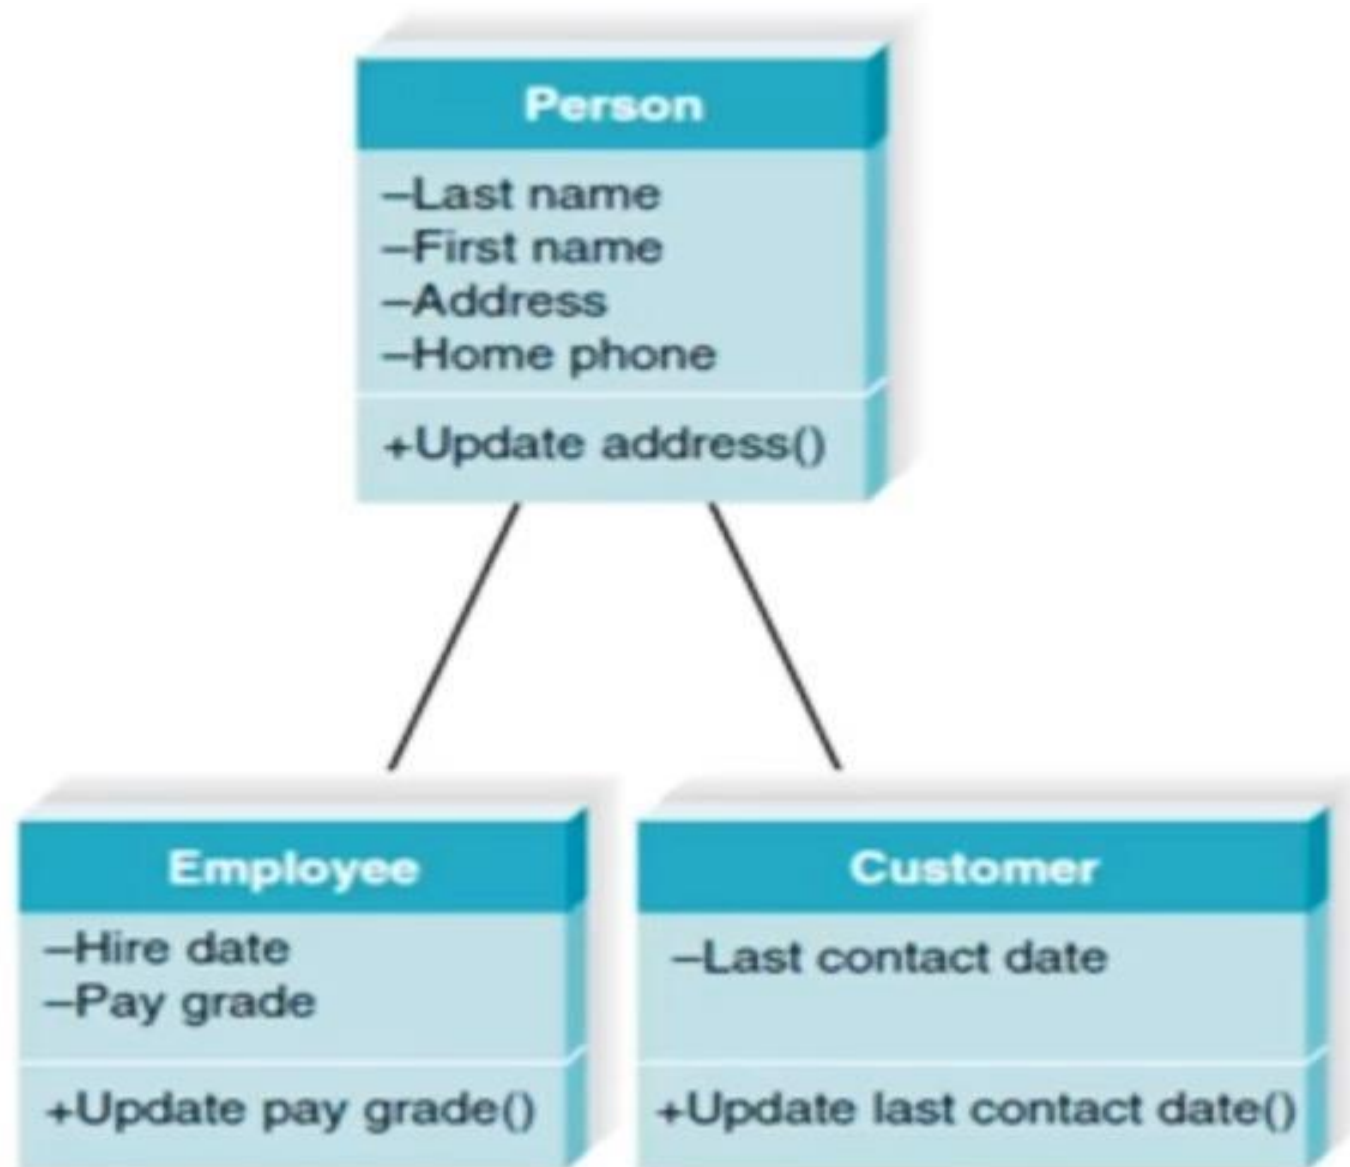 Person
–Last name
–First name
–Address
–Home phone
+Update address()
Employee
–Hire date
–Pay grade
+Update pay grade()
Customer
–Last contact date
+Update last contact date()